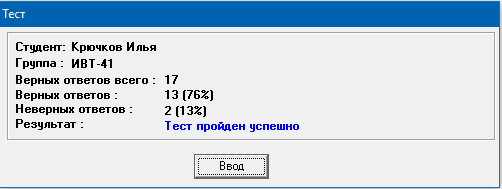 Тест
Студент: Крючков Илья
Группа : ИВТ-41
Верных ответов всего : 17
Верных ответов : 13 (76%)
Неверных ответов : 2 (13%)
Результат : Тест пройден успешно
Ввод